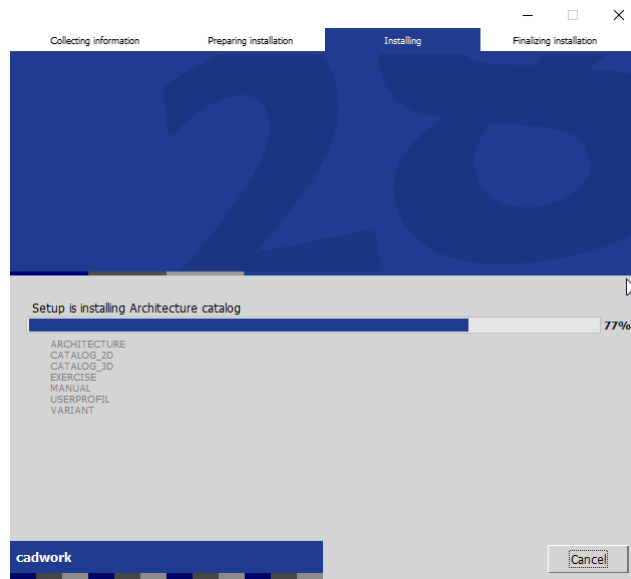 Collecting information Preparing installation Installing Finalizing installation
28
Setup is installing Architecture catalog
77%
ARCHITECTURE
CATALOG_2D
CATALOG_3D
EXERCISE
MANUAL
USERPROFIL
VARIANT
cadwork
Cancel